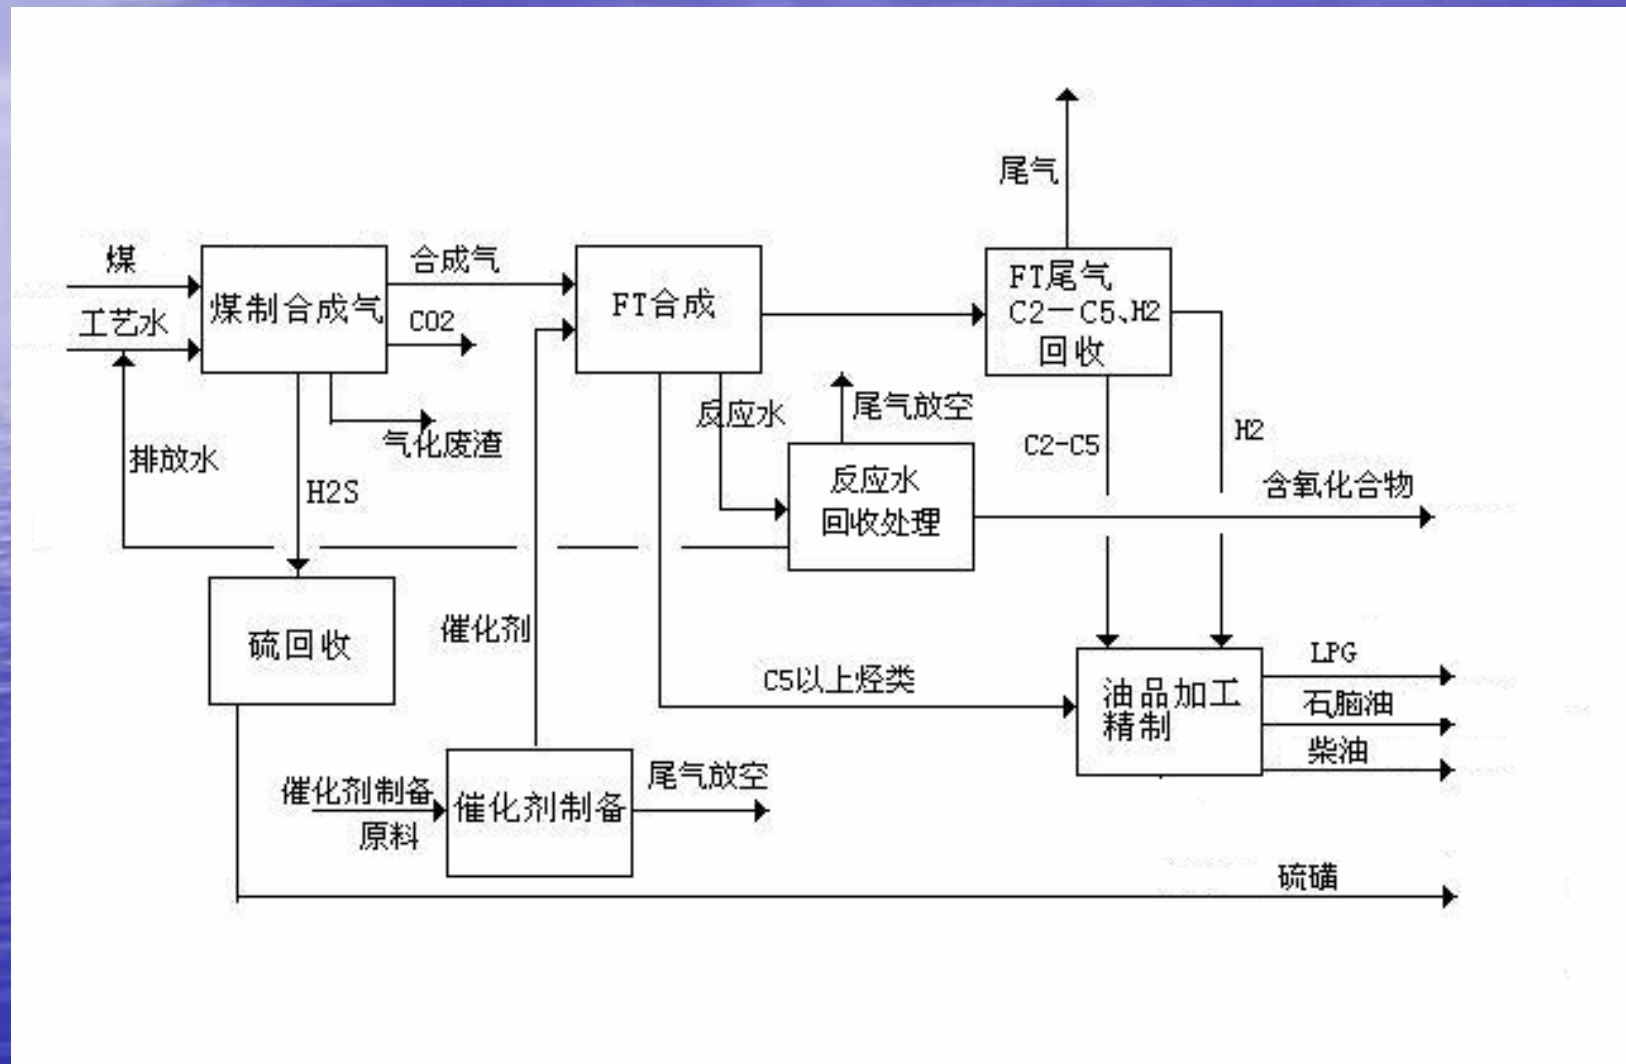 尾气
煤
合成气
煤制合成气
FT合成
FT尾气
C2—C5、H2
回收
工艺水
CO2
反应水
尾气放空
C2-C5
H2
气化废渣
排放水
H2S
反应水
回收处理
含氧化合物
硫回收
催化剂
C5以上烃类
油品加工
精制
LPG
石脑油
柴油
催化剂制备
原料
催化剂制备
尾气放空
硫磺